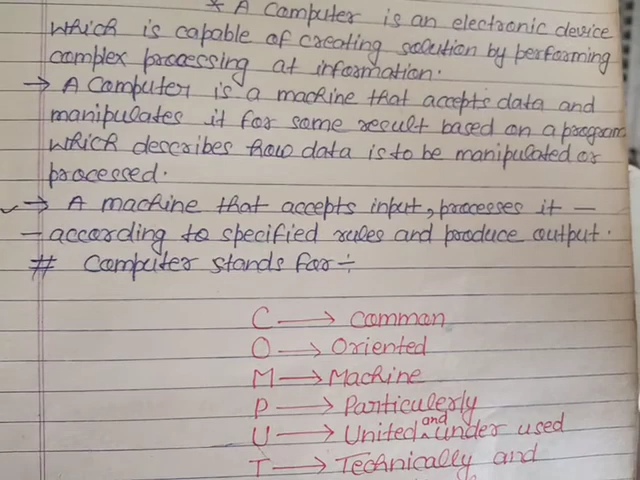 * A Computer is an electronic device
which is capable of creating solution by performing
complex processing at information.
→ A Computer is a machine that accepts data and
manipulates it for some result based on a program
which describes how data is to be manipulated or
processed.
→ A machine that accepts input, processes it —
— according to specified rules and produce output.
# Computer stands for ÷
C → Common
O → Oriented
M → Machine
P → Particulerly
U → United and under used
T → Technically and